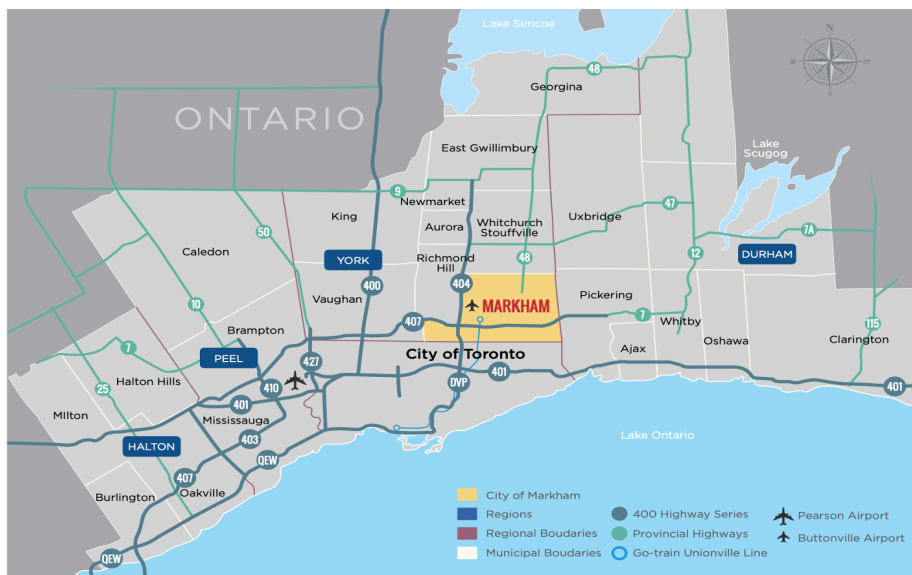 Lake Simcoe
48
Georgina
ONTARIO
East Gwillimbury
Lake
Scugog
9
Newmarket
47
King
50
Whitchurch
Stouffville
Uxbridge
Aurora
7A
Caledon
YORK
Richmond
Hill
48
12
DURHAM
400
404
Vaughan
MARKHAM
Pickering
10
407
7
Whitby
115
Brampton
Oshawa
Clarington
7
PEEL
427
City of Toronto
Ajax
Halton Hills
410
401
DVP
401
25
401
Milton
Mississauga
403
Lake Ontario
HALTON
QEW
407
Burlington
Oakville
QEW
City of Markham
Regions
400 Highway Series
Pearson Airport
Regional Boudaries
Provincial Highways
Buttonville Airport
Municipal Boudaries
Go-train Unionville Line